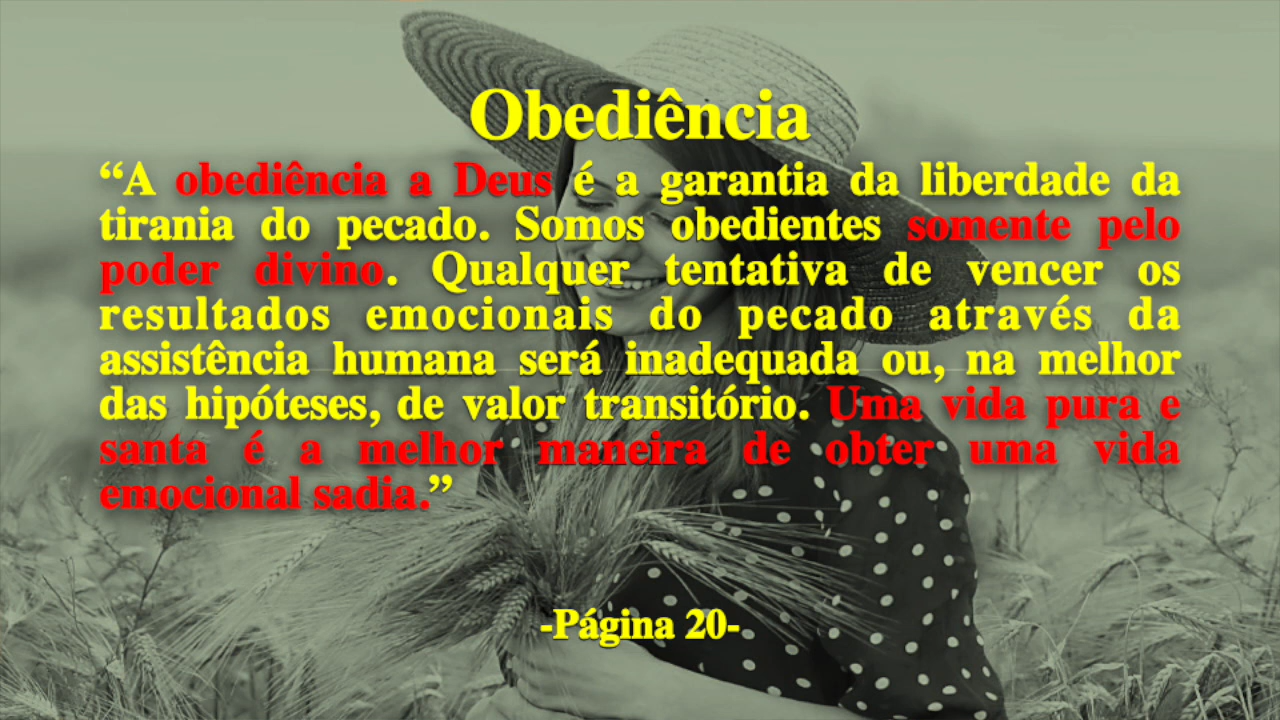 Obediência
“A obediência a Deus é a garantia da liberdade da
tirania do pecado. Somos obedientes somente pelo
poder divino. Qualquer tentativa de vencer os
resultados emocionais do pecado através da
assistência humana será inadequada ou, na melhor
das hipóteses, de valor transitório. Uma vida pura e
santa é a melhor maneira de obter uma vida
emocional sadia.”
-Página 20-